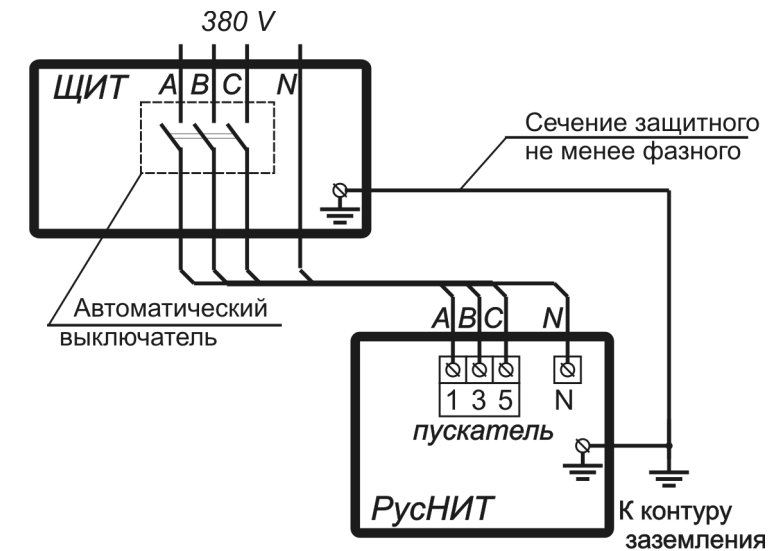 380 V
ЩИТ A B C N
Сечение защитного
не менее фазного
Автоматический
выключатель
A B C N
1 3 5 N
пускатель
РусНИТ
К контуру
заземления